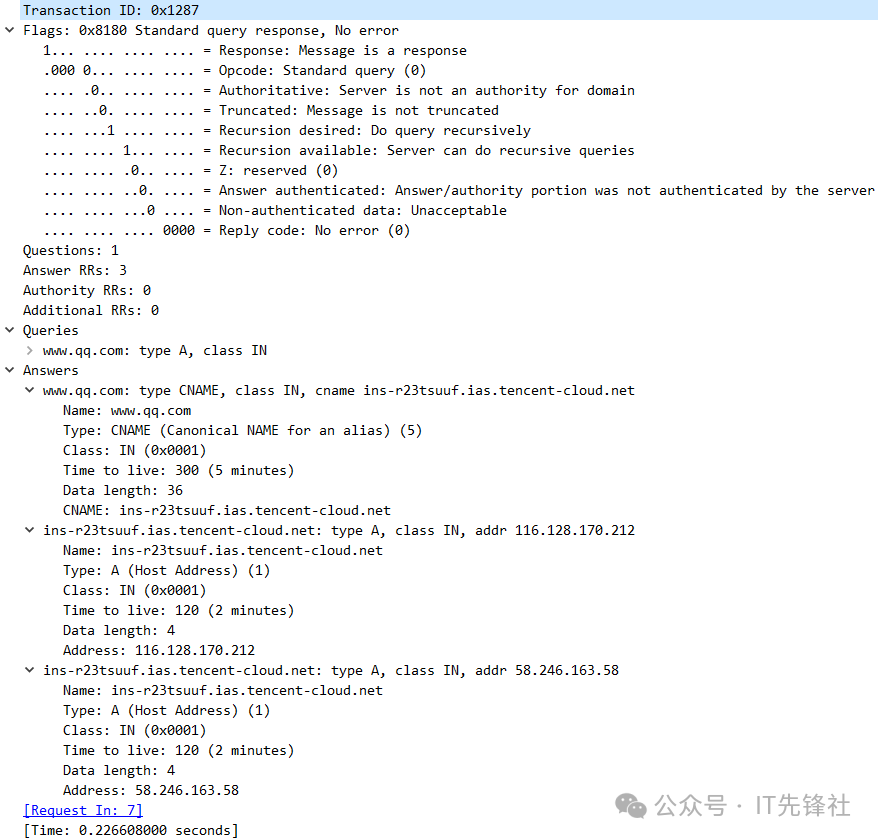 Transaction ID: 0x1287
Flags: 0x8180 Standard query response, No error
1... .... .... .... = Response: Message is a response
.000 0... .... .... = Opcode: Standard query (0)
.... .0.. .... .... = Authoritative: Server is not an authority for domain
.... ..0. .... .... = Truncated: Message is not truncated
.... ...1 .... .... = Recursion desired: Do query recursively
.... .... 1... .... = Recursion available: Server can do recursive queries
.... .... .0.. .... = Z: reserved (0)
.... .... ..0. .... = Answer authenticated: Answer/authority portion was not authenticated by the server
.... .... ...0 .... = Non-authenticated data: Unacceptable
.... .... .... 0000 = Reply code: No error (0)
Questions: 1
Answer RRs: 3
Authority RRs: 0
Additional RRs: 0
Queries
www.qq.com: type A, class IN
Answers
www.qq.com: type CNAME, class IN, cname ins-r23tsuuf.ias.tencent-cloud.net
Name: www.qq.com
Type: CNAME (Canonical NAME for an alias) (5)
Class: IN (0x0001)
Time to live: 300 (5 minutes)
Data length: 36
CNAME: ins-r23tsuuf.ias.tencent-cloud.net
ins-r23tsuuf.ias.tencent-cloud.net: type A, class IN, addr 116.128.170.212
Name: ins-r23tsuuf.ias.tencent-cloud.net
Type: A (Host Address) (1)
Class: IN (0x0001)
Time to live: 120 (2 minutes)
Data length: 4
Address: 116.128.170.212
ins-r23tsuuf.ias.tencent-cloud.net: type A, class IN, addr 58.246.163.58
Name: ins-r23tsuuf.ias.tencent-cloud.net
Type: A (Host Address) (1)
Class: IN (0x0001)
Time to live: 120 (2 minutes)
Data length: 4
Address: 58.246.163.58
[Request In: 7]
[Time: 0.226608000 seconds]
公众号 · IT先锋社